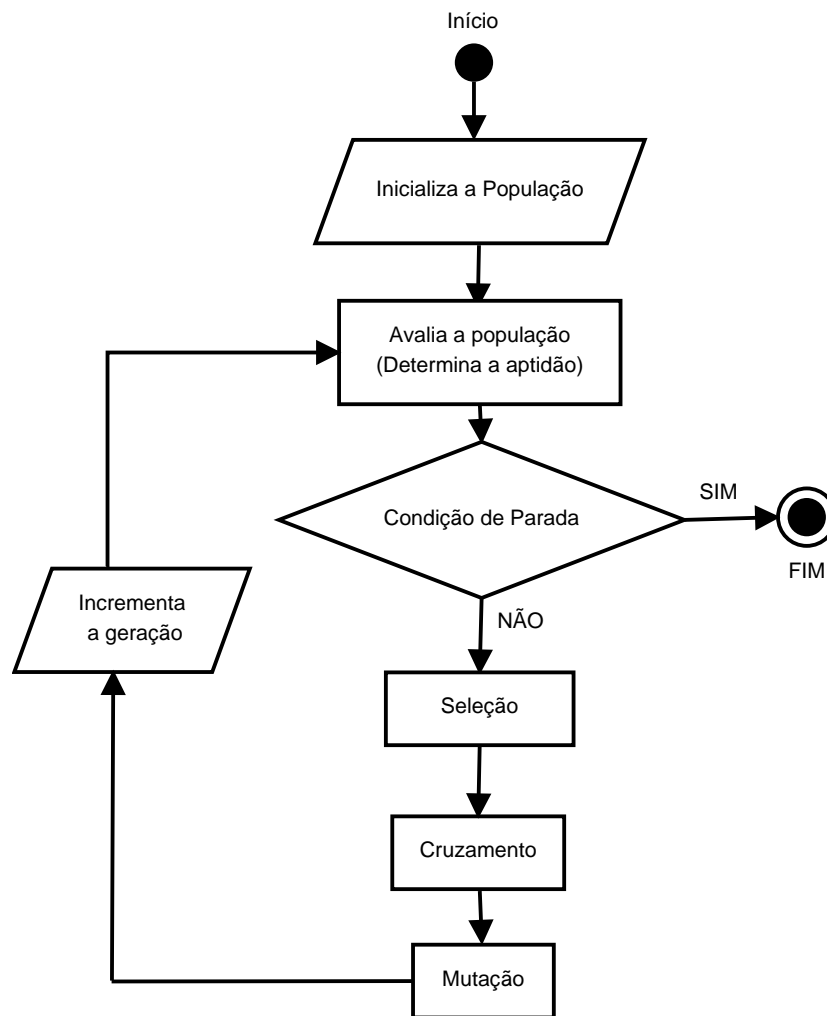 Início
Inicializa a População
Avalia a população
(Determina a aptidão)
Condição de Parada
SIM
FIM
NÃO
Incrementa
a geração
Seleção
Cruzamento
Mutação